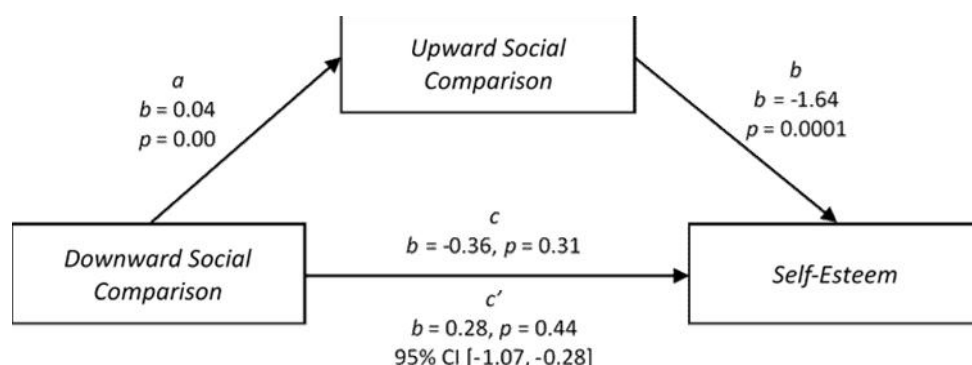 Upward Social
Comparison
a
b = 0.04
p = 0.00
b
b = -1.64
p = 0.0001
Downward Social
Comparison
c
b = -0.36, p = 0.31
c’
b = 0.28, p = 0.44
95% CI [-1.07, -0.28]
Self-Esteem